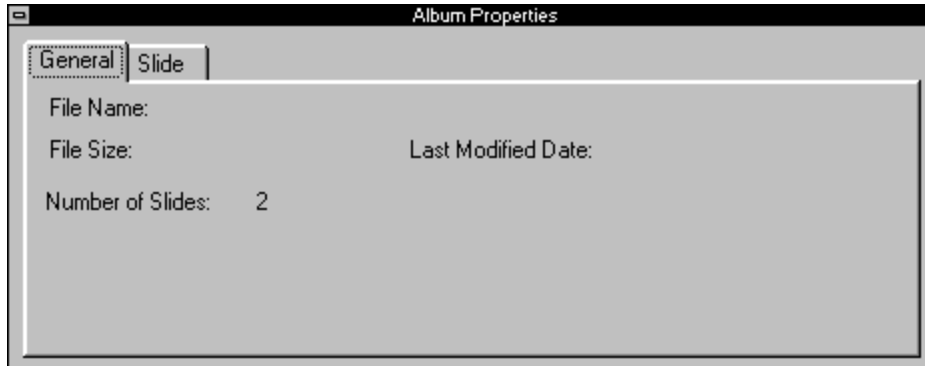 Album Properties
General Slide
File Name:
File Size: Last Modified Date:
Number of Slides: 2